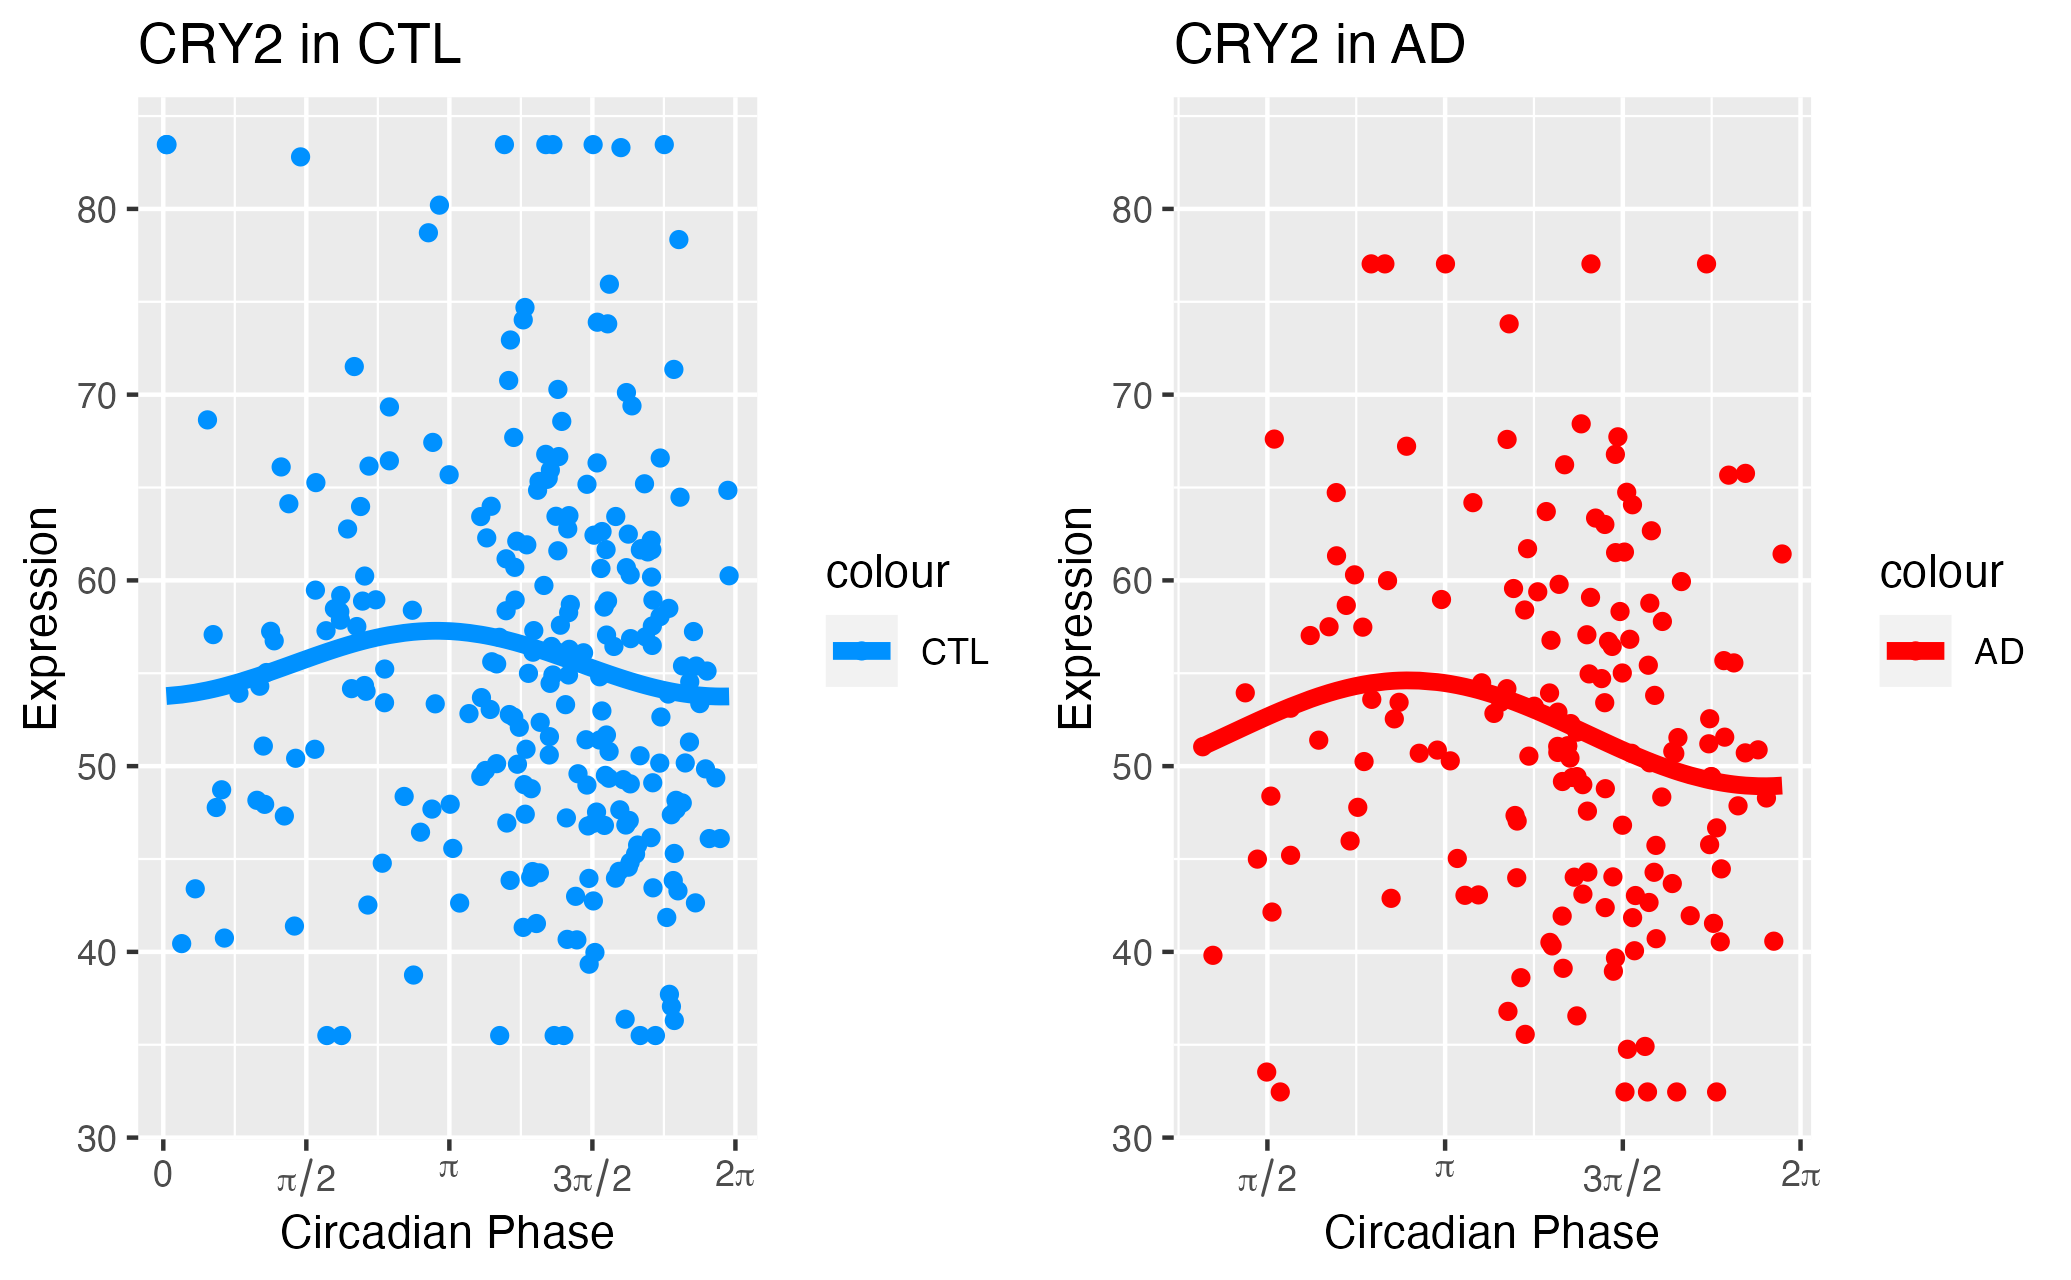 CRY2 in CTL
Expression
80
70
60
50
40
30
0
π/2
π
3π/2
2π
Circadian Phase
colour
CTL
CRY2 in AD
Expression
80
70
60
50
40
30
π/2
π
3π/2
2π
Circadian Phase
colour
AD